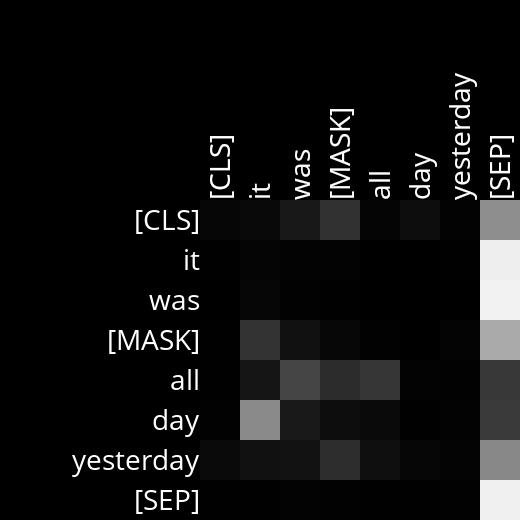 [CLS]
it
was
[MASK]
all
day
yesterday
[SEP]
[CLS]
it
was
[MASK]
all
day
yesterday
[SEP]